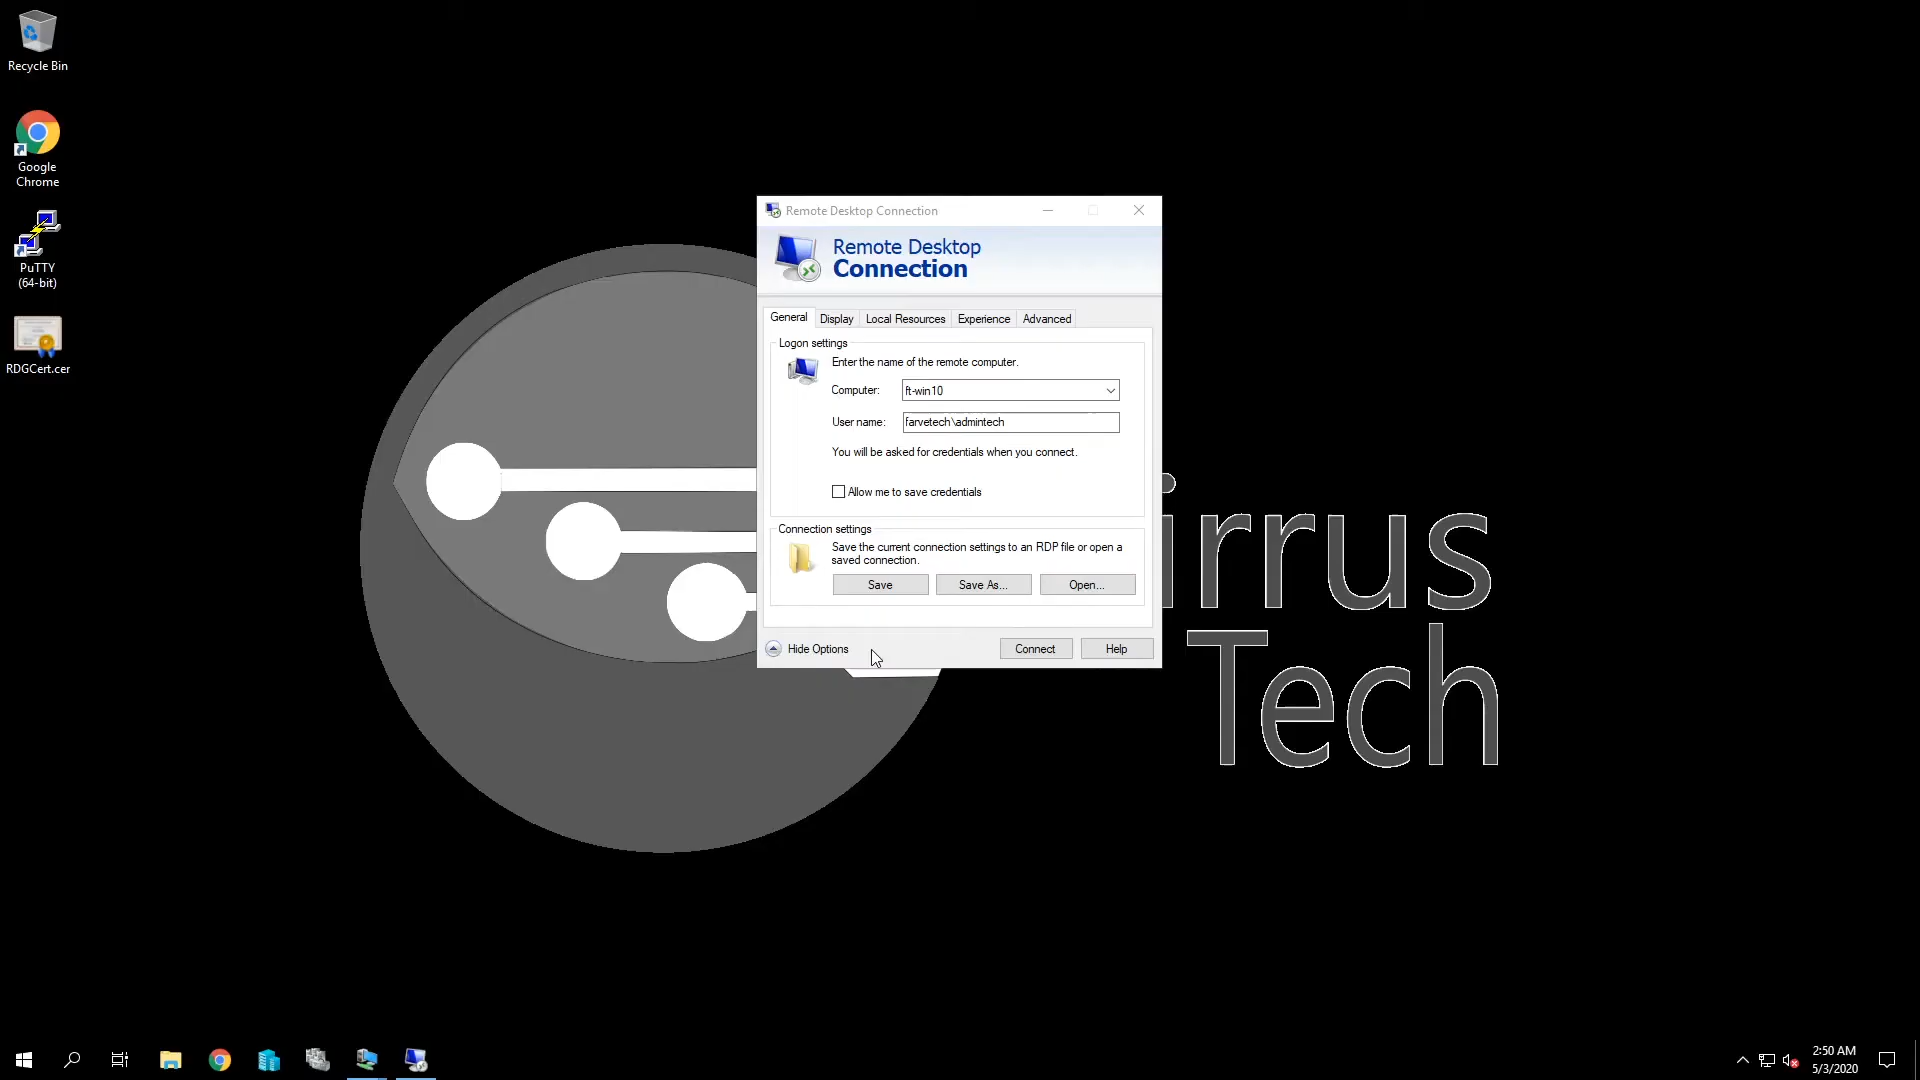 Recycle Bin
Google
Chrome
PuTTY
(64-bit)
RDGCert.cer
Remote Desktop Connection
Remote Desktop
Connection
General Display Local Resources Experience Advanced
Logon settings
Enter the name of the remote computer.
Computer: ft-win10
User name: farvetech\admintech
You will be asked for credentials when you connect.
Allow me to save credentials
Connection settings
Save the current connection settings to an RDP file or open a
saved connection.
Save Save As... Open...
Hide Options Connect Help
irrus
Tech
2:50 AM
5/3/2020